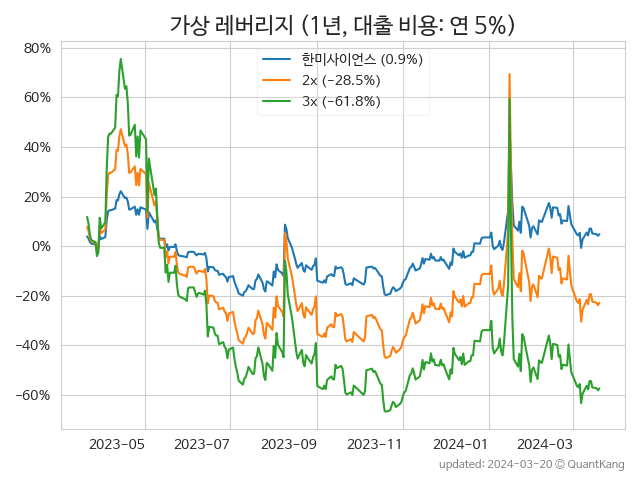 가상 레버리지 (1년, 대출 비용: 연 5%)
80%
60%
40%
20%
0%
−20%
−40%
−60%
한미사이언스 (0.9%)
2x (−28.5%)
3x (−61.8%)
2023-05
2023-07
2023-09
2023-11
2024-01
2024-03
updated: 2024-03-20 © QuantKang